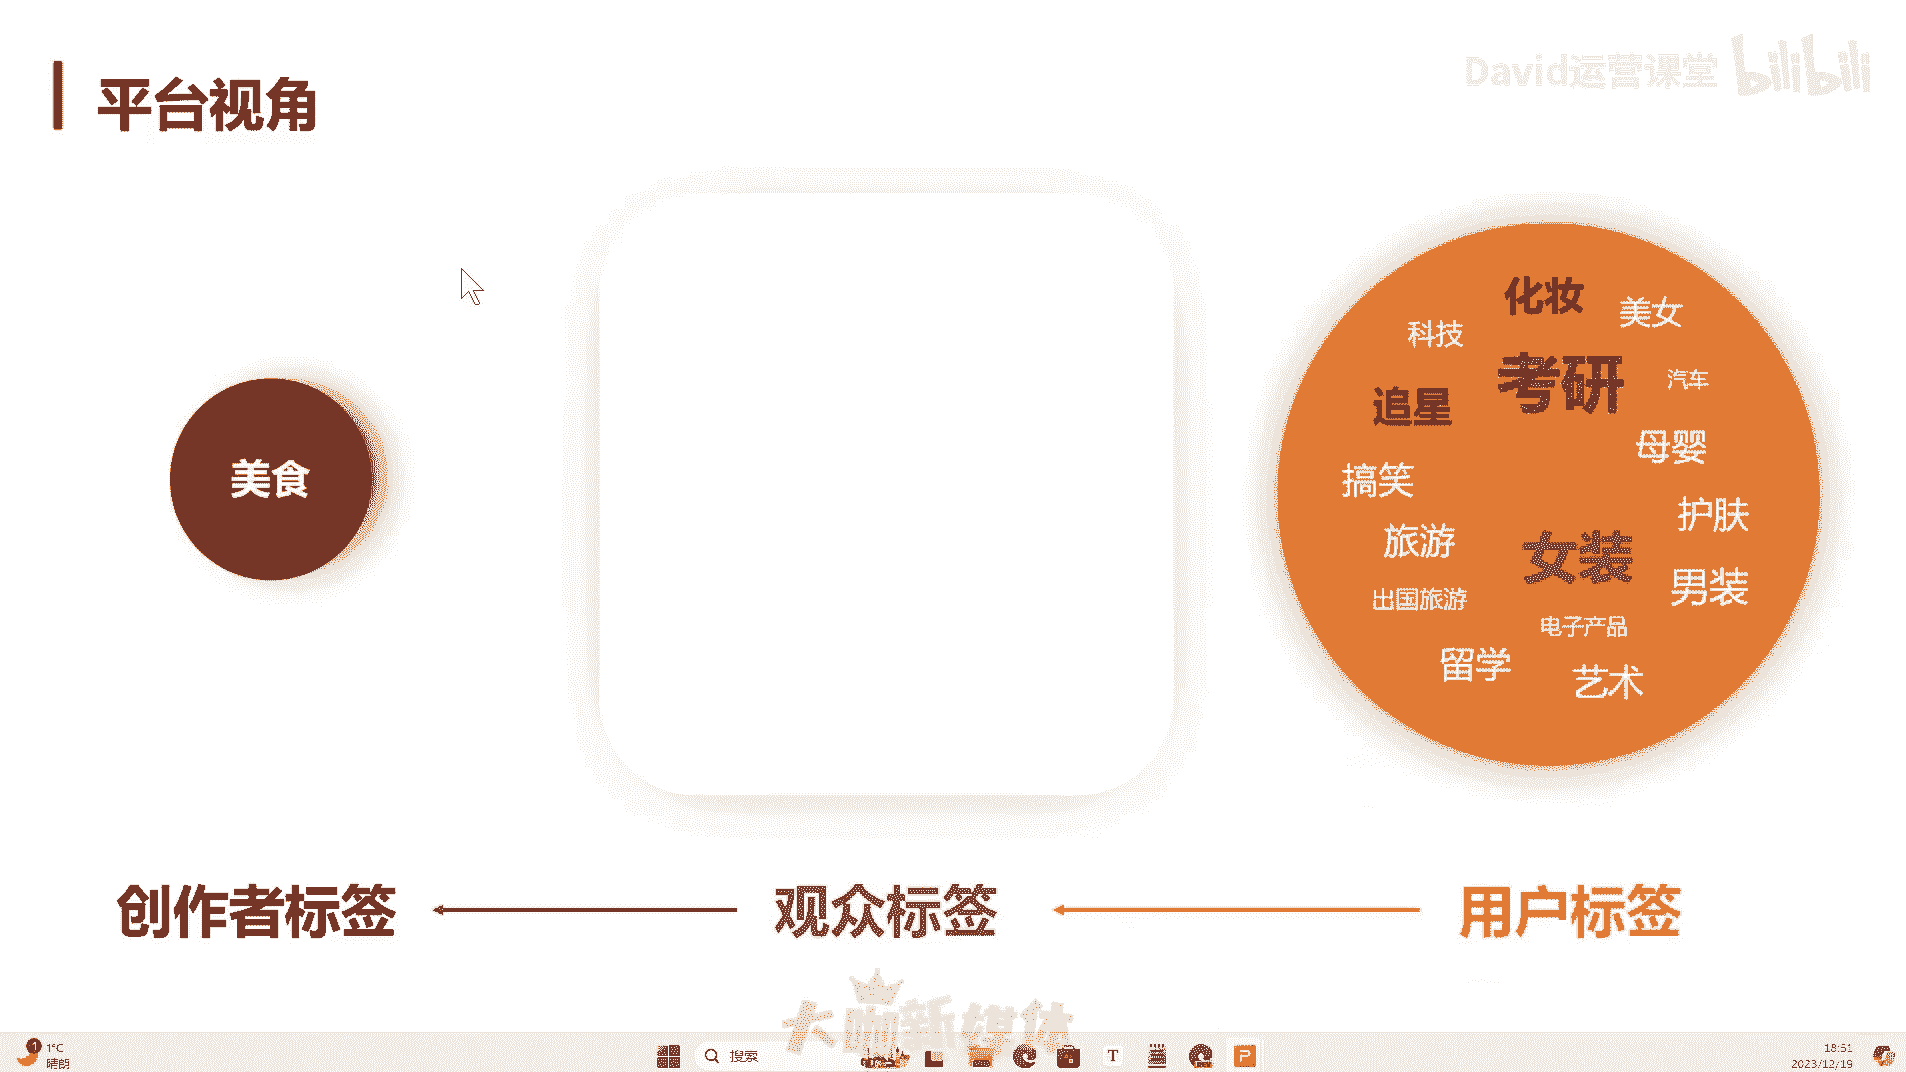 平台视角
David运营课堂 bilibili
美食
化妆
美女
科技
考研
汽车
追星
母婴
搞笑
护肤
旅游
女装
男装
出国旅游
电子产品
留学
艺术
创作者标签
观众标签
用户标签
大咖新媒体
1
1°C
晴朗
搜索
T
P
18:51
2023/12/19